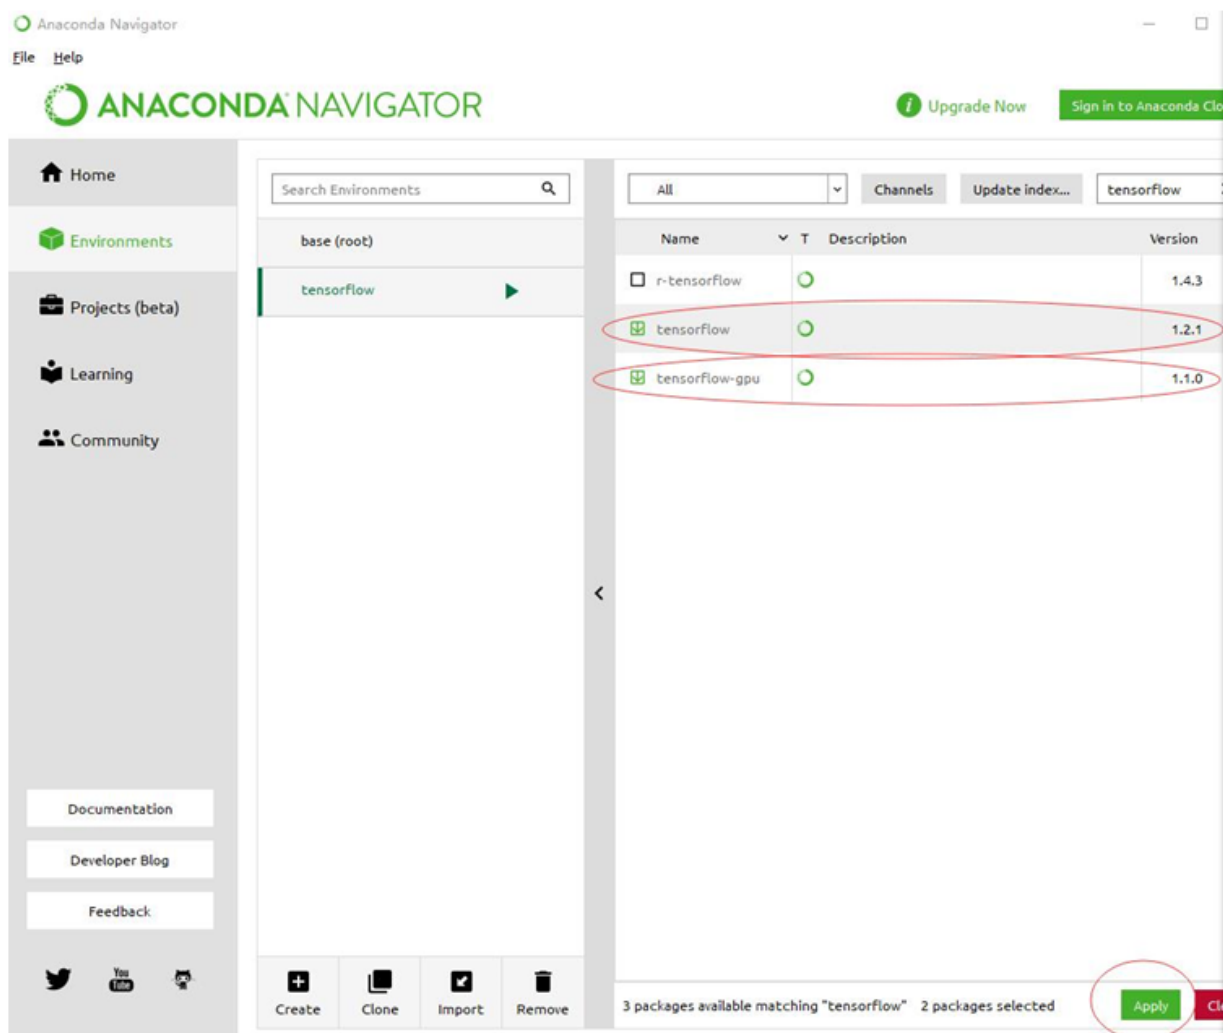 Anaconda Navigator
File Help
ANACONDA NAVIGATOR
Upgrade Now
Sign in to Anaconda Clo
Home
Environments
Projects (beta)
Learning
Community
Documentation
Developer Blog
Feedback
You
Tube
Search Environments
base (root)
tensorflow
Create Clone Import Remove
All Channels Update index... tensorflow
Name T Description Version
r-tensorflow 1.4.3
tensorflow 1.2.1
tensorflow-gpu 1.1.0
3 packages available matching "tensorflow" 2 packages selected Apply Cl